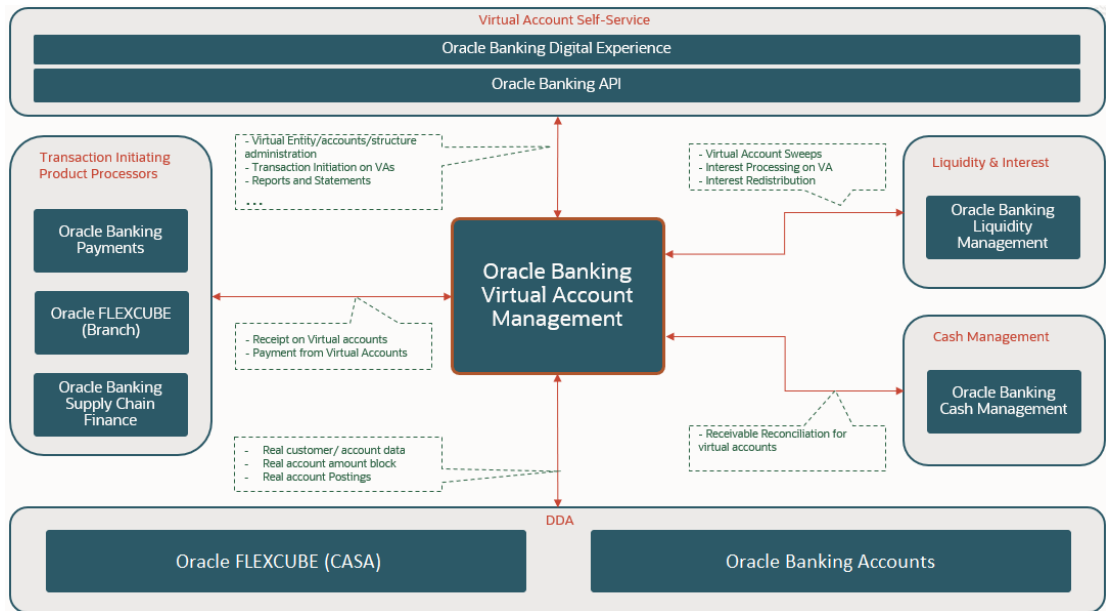 Virtual Account Self-Service
Oracle Banking Digital Experience
Oracle Banking API
Transaction Initiating
Product Processors
Oracle Banking
Payments
Oracle FLEXCUBE
(Branch)
Oracle Banking
Supply Chain
Finance
- Virtual Entity/accounts/structure
administration
- Transaction Initiation on VAs
- Reports and Statements
...
- Virtual Account Sweeps
- Interest Processing on VA
- Interest Redistribution
Liquidity & Interest
Oracle Banking
Liquidity
Management
Oracle Banking
Virtual Account
Management
- Receipt on Virtual accounts
- Payment from Virtual Accounts
Cash Management
Oracle Banking
Cash Management
- Receivable Reconciliation for
virtual accounts
- Real customer/ account data
- Real account amount block
- Real account Postings
DDA
Oracle FLEXCUBE (CASA)
Oracle Banking Accounts